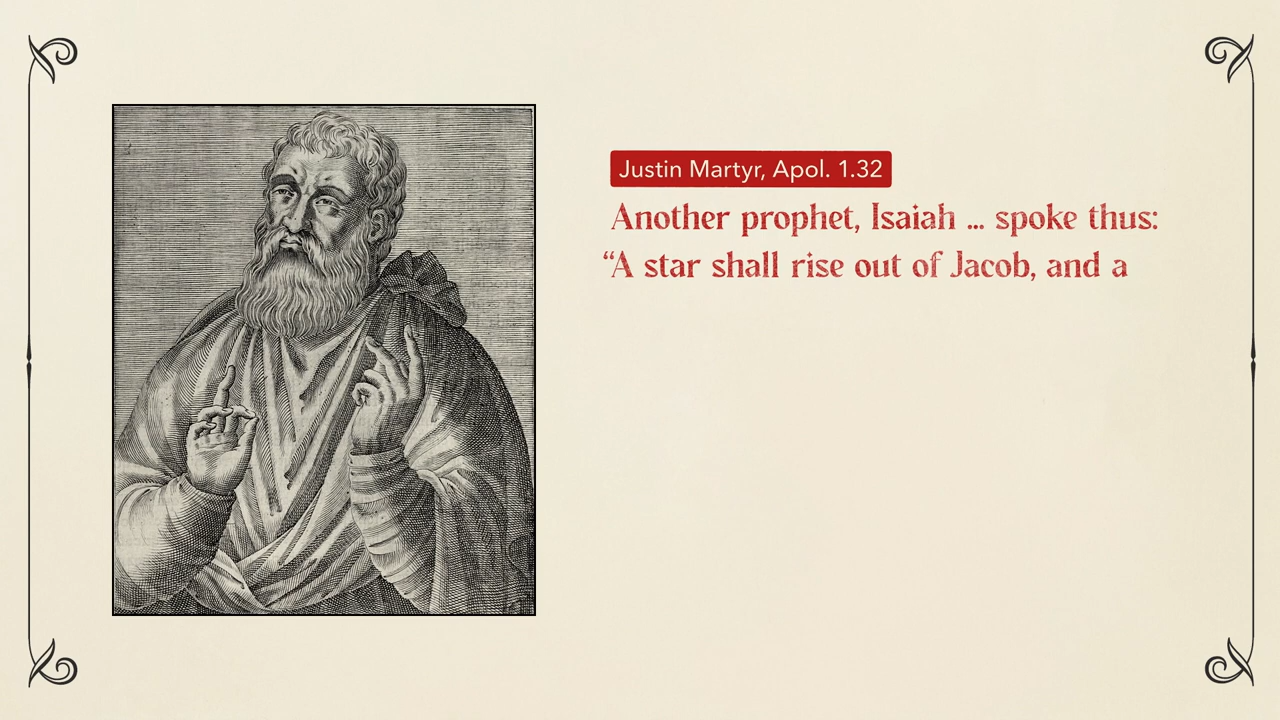 Justin Martyr, Apol. 1.32
Another prophet, Isaiah ... spoke thus:
“A star shall rise out of Jacob, and a